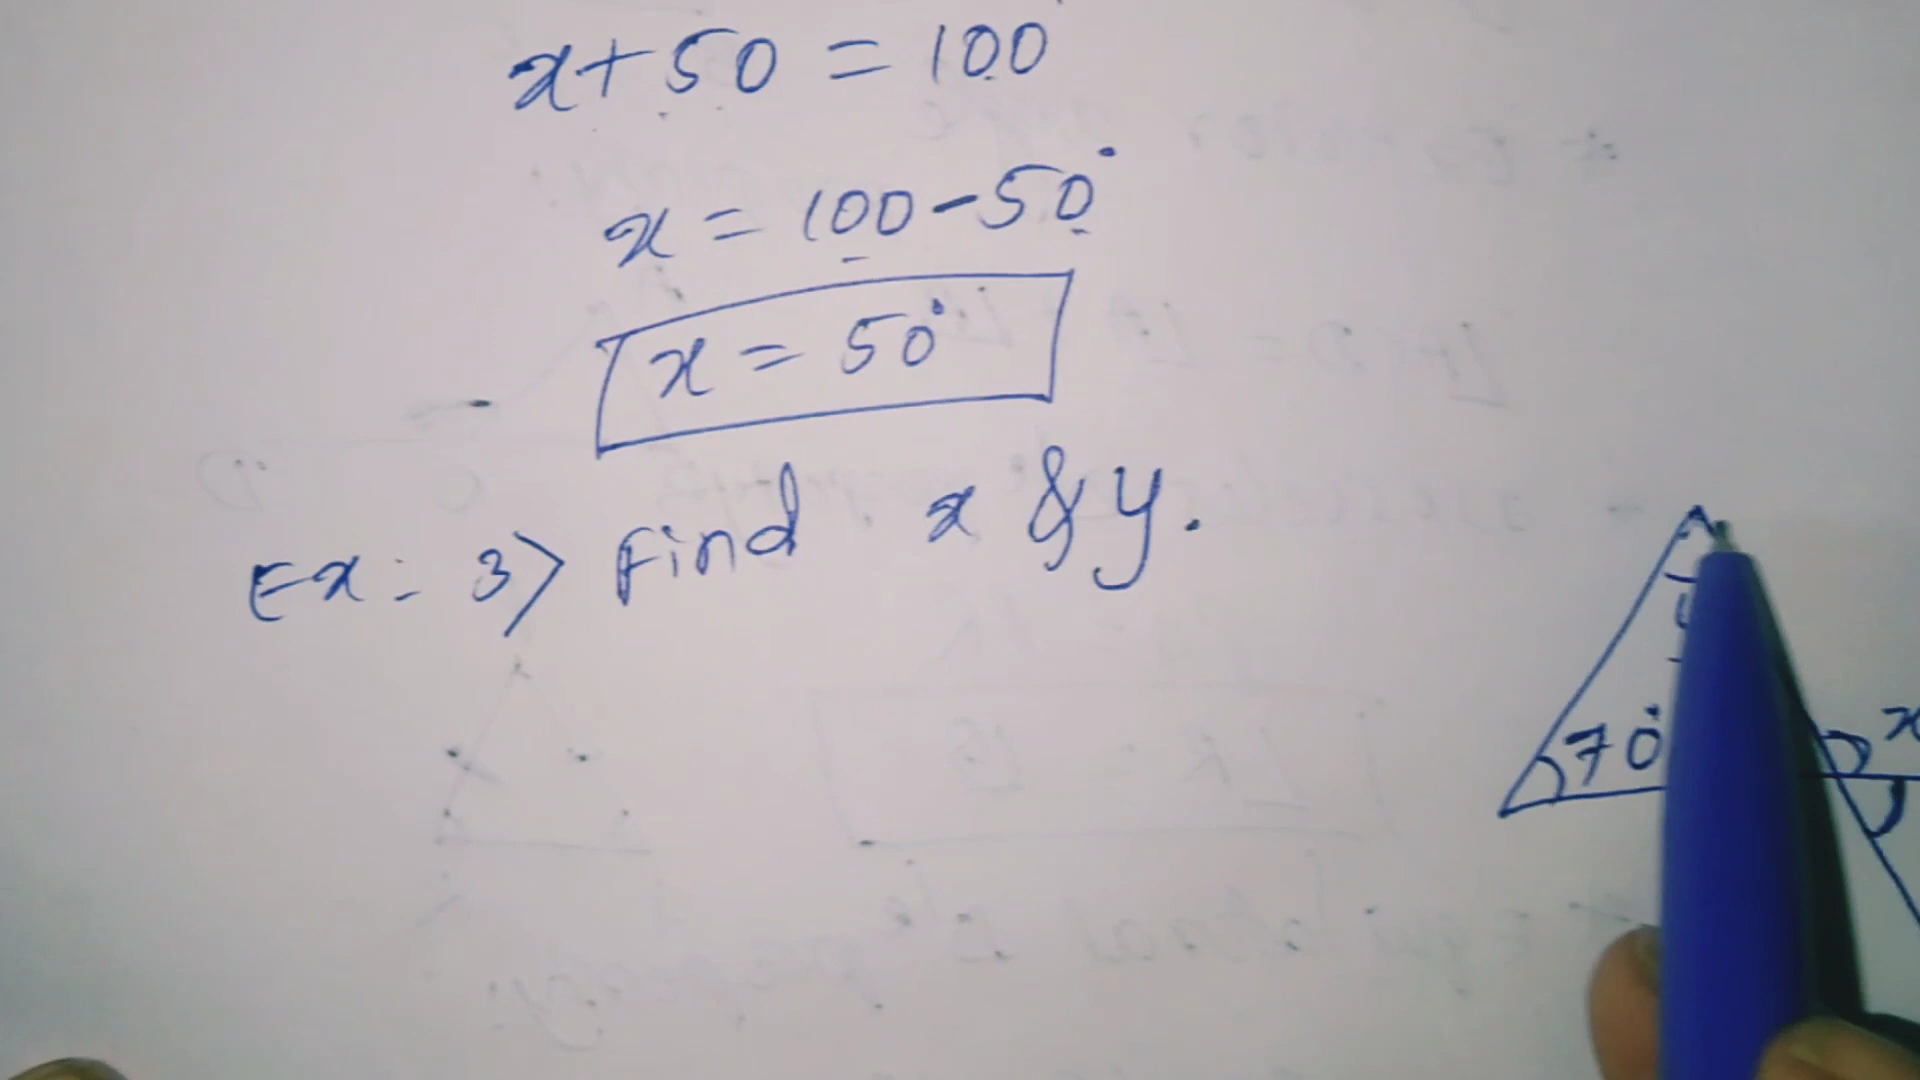 x+50 = 100
x = 100-50°
x = 50°
Ex: 3) Find x & y.
70°
x